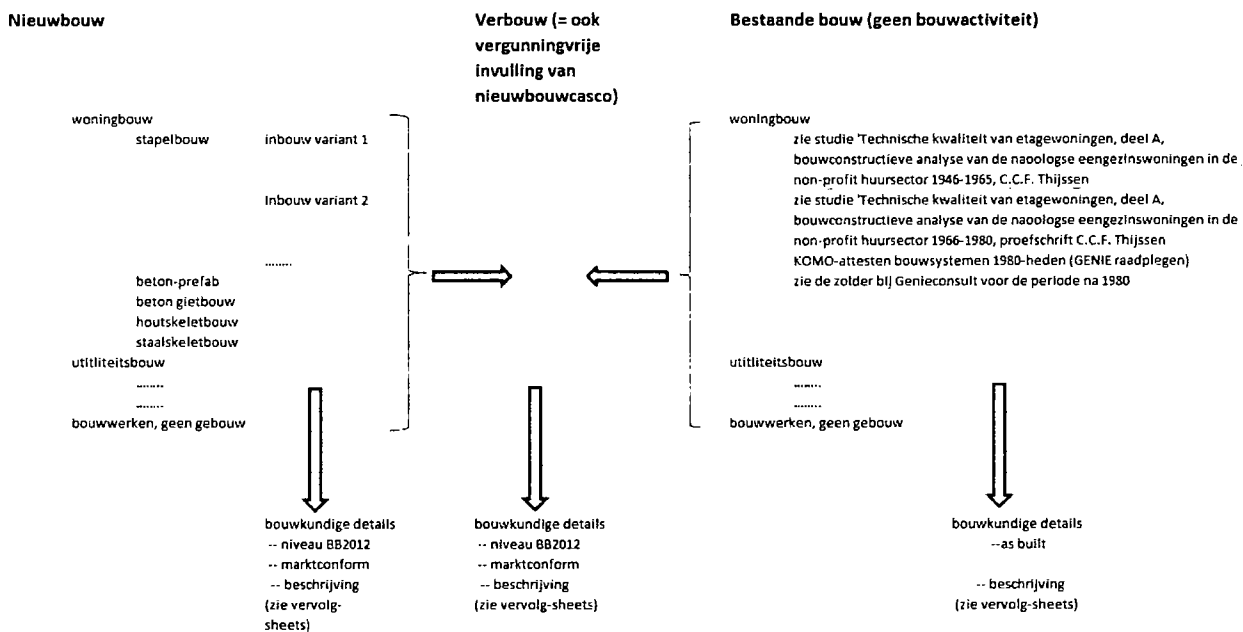 Nieuwbouw
Verbouw (= ook
vergunningvrije
invulling van
nieuwbouwcasco)
Bestaande bouw (geen bouwactiviteit)
woningbouw
stapelbouw
inbouw variant 1
Inbouw variant 2
........
beton-prefab
beton gietbouw
houtskeletbouw
staalskeletbouw
utitliteitsbouw
........
........
bouwwerken, geen gebouw
woningbouw
zie studie 'Technische kwaliteit van etagewoningen, deel A,
bouwconstructieve analyse van de naoologse eengezinswoningen in de
non-profit huursector 1946-1965, C.C.F. Thijssen
zie studie 'Technische kwaliteit van etagewoningen, deel A,
bouwconstructieve analyse van de naoologse eengezinswoningen in de
non-profit huursector 1966-1980, proefschrift C.C.F. Thijssen
KOMO-attesten bouwsystemen 1980-heden (GENIE raadplegen)
zie de zolder bij Genieconsult voor de periode na 1980
utitliteitsbouw
........
........
bouwwerken, geen gebouw
bouwkundige details
-- niveau BB2012
-- marktconform
-- beschrijving
(zie vervolg-
sheets)
bouwkundige details
-- niveau BB2012
-- marktconform
-- beschrijving
(zie vervolg-sheets)
bouwkundige details
--as built
-- beschrijving
(zie vervolg-sheets)